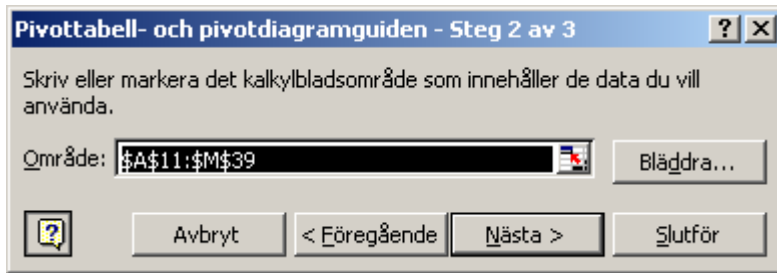 Pivottabell- och pivotdiagramguiden - Steg 2 av 3
Skriv eller markera det kalkylbladsområde som innehåller de data du vill
använda.
Område: $A$11:$M$39 Bläddra...
Avbryt < Föregående Nästa > Slutför